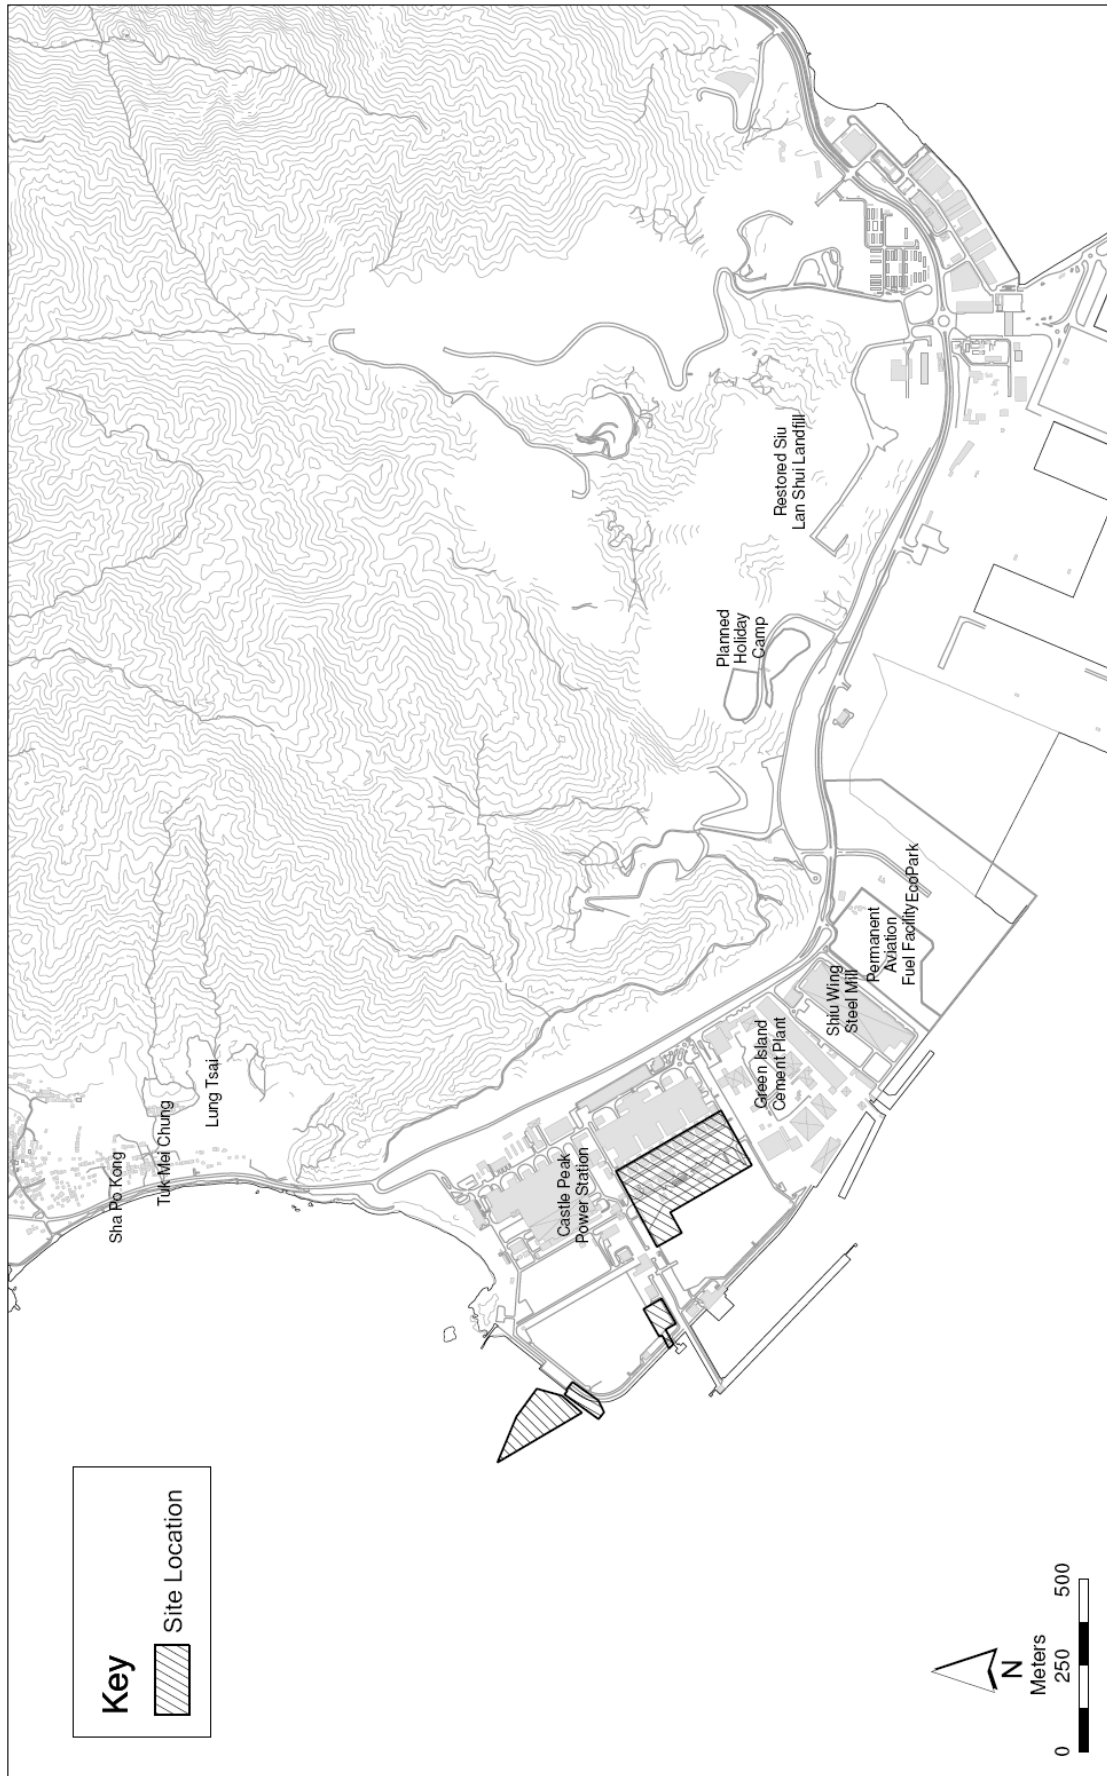 Key
Site Location
Sha Po Kong
Tuk Mei Chung
Lung Tsai
Castle Peak
Power Station
Green Island
Cement Plant
Shiu Wing
Steel Mill
Permanent
Aviation
Fuel Facility
EcoPark
Planned
Holiday
Camp
Restored Siu
Lan Shui Landfill
N
Meters
0 250 500